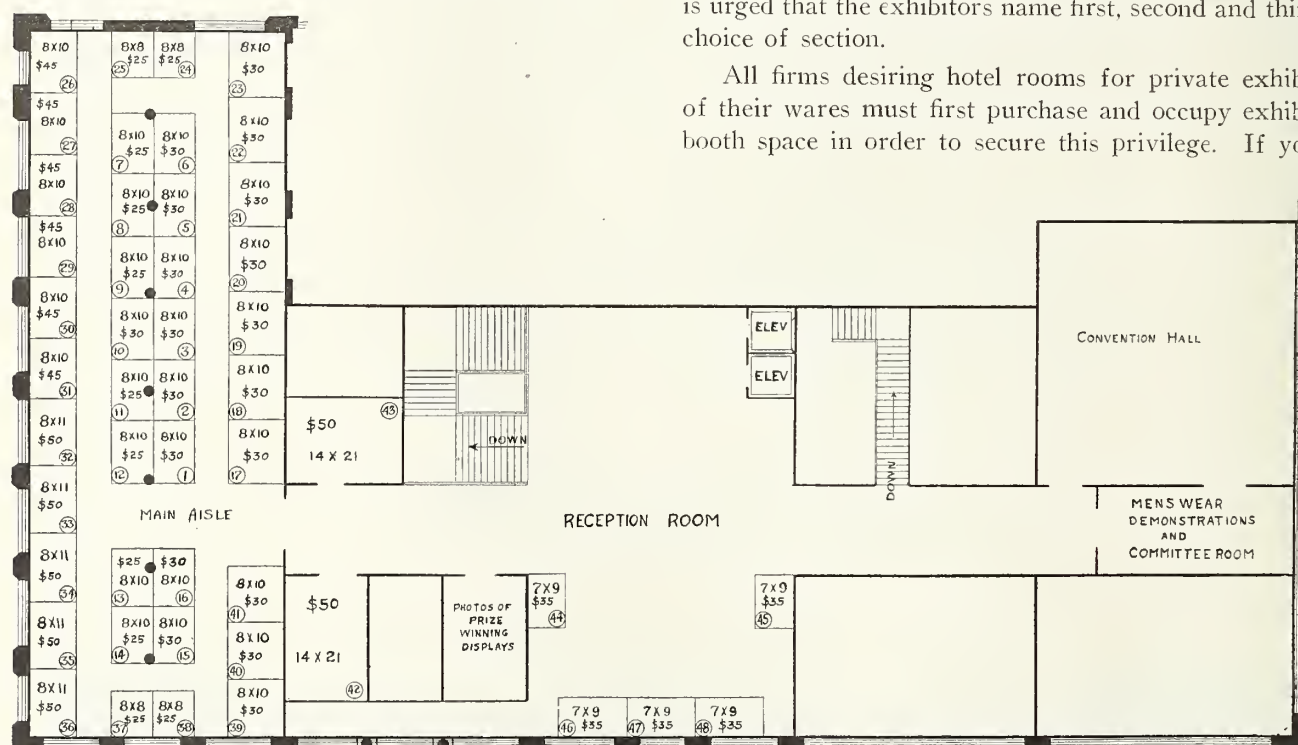 is urged that the exhibitors name first, second and
choice of section.
All firms desiring hotel rooms for private
of their wares must first purchase and occupy
booth space in order to secure this privilege. If
8X10
$45
26
$45
8X10
27
$45
8X10
28
$45
8X10
29
8X10
$45
30
8X10
$45
31
8X11
$50
32
8X11
$50
33
8X11
$50
34
8X11
$50
35
8X11
$50
36
8X8
$25
25
8X8
$25
24
8X10
$25
7
8X10
$30
6
8X10
$25
8
8X10
$30
5
8X10
$25
9
8X10
$30
4
8X10
$30
10
8X10
$30
3
8X10
$25
11
8X10
$30
2
8X10
$25
12
8X10
$30
1
MAIN AISLE
$25
8X10
13
$30
8X10
16
8X10
$25
14
8X10
$30
15
8X8
$25
37
8X8
$25
38
8X10
$30
23
8X10
$30
22
8X10
$30
21
8X10
$30
20
8X10
$30
19
8X10
$30
18
8X10
$30
17
8X10
$30
41
8X10
$30
40
8X10
$30
39
43
$50
14 X 21
DOWN
$50
14 X 21
42
PHOTOS OF
PRIZE
WINNING
DISPLAYS
RECEPTION ROOM
7X9
$35
44
7X9
$35
45
7X9
46 $35
7X9
47 $35
7X9
48 $35
ELEV
ELEV
DOWN
CONVENTION HALL
MENS WEAR
DEMONSTRATIONS
AND
COMMITTEE ROOM